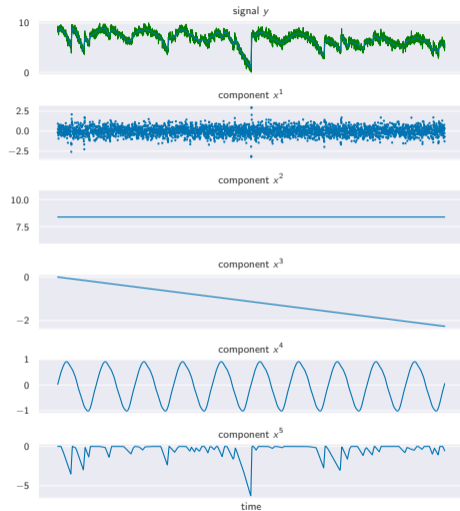 signal y
10
0
component x¹
2.5
0.0
−2.5
component x²
10.0
7.5
component x³
0
−2
component x⁴
1
0
−1
component x⁵
0
−5
time